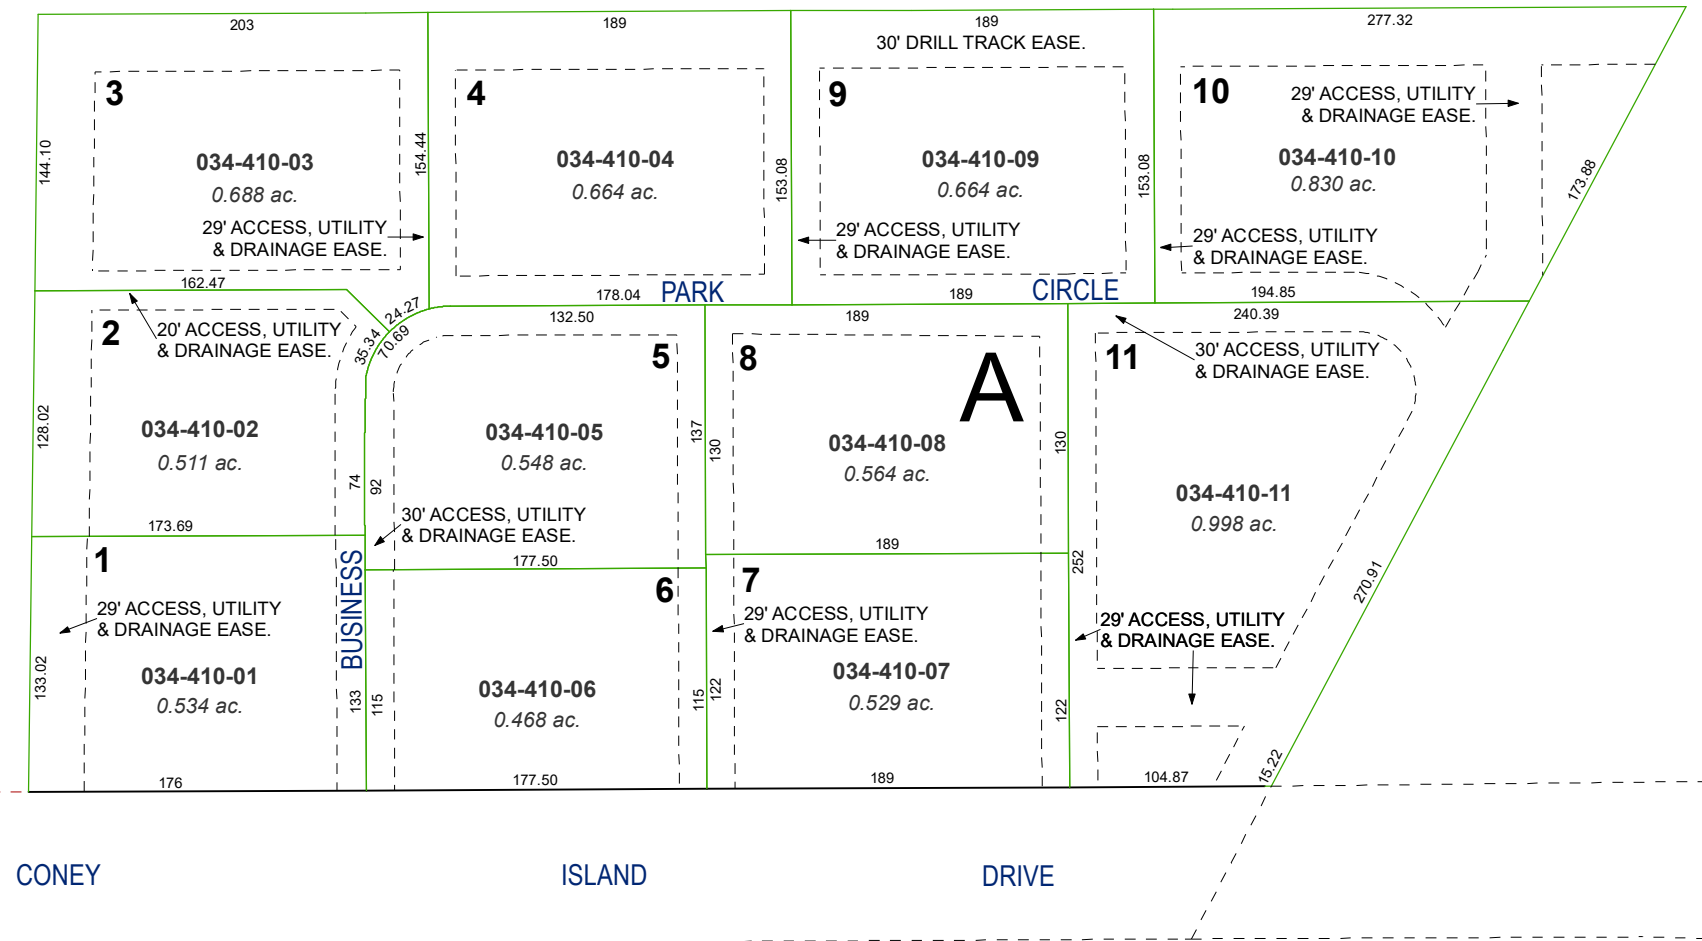 203
189
189
277.32
30' DRILL TRACK EASE.
3
4
9
10
29' ACCESS, UTILITY
& DRAINAGE EASE.
144.10
034-410-03
0.688 ac.
154.44
034-410-04
0.664 ac.
153.08
034-410-09
0.664 ac.
153.08
034-410-10
0.830 ac.
173.88
29' ACCESS, UTILITY
& DRAINAGE EASE.
29' ACCESS, UTILITY
& DRAINAGE EASE.
29' ACCESS, UTILITY
& DRAINAGE EASE.
162.47
24.27
178.04
PARK
189
CIRCLE
194.85
2
20' ACCESS, UTILITY
& DRAINAGE EASE.
35.34
70.69
132.50
5
189
8
A
240.39
11
30' ACCESS, UTILITY
& DRAINAGE EASE.
128.02
034-410-02
0.511 ac.
74
92
034-410-05
0.548 ac.
137
130
034-410-08
0.564 ac.
130
034-410-11
0.998 ac.
173.69
30' ACCESS, UTILITY
& DRAINAGE EASE.
177.50
189
252
270.91
1
29' ACCESS, UTILITY
& DRAINAGE EASE.
BUSINESS
6
7
29' ACCESS, UTILITY
& DRAINAGE EASE.
29' ACCESS, UTILITY
& DRAINAGE EASE.
133.02
034-410-01
0.534 ac.
133
115
034-410-06
0.468 ac.
115
122
034-410-07
0.529 ac.
122
176
177.50
189
104.87
15.22
CONEY
ISLAND
DRIVE